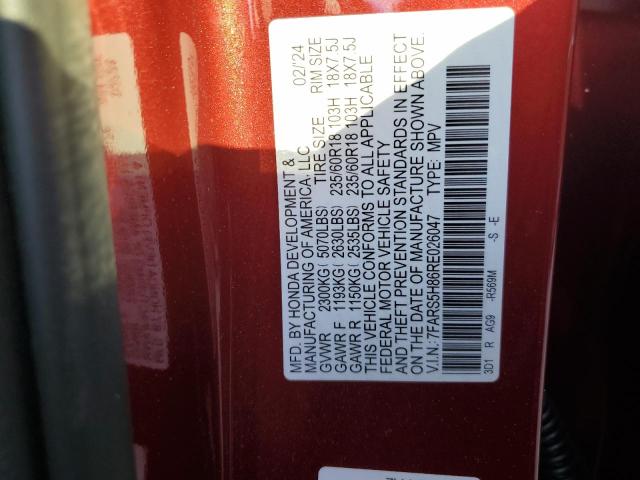 MFD. BY HONDA DEVELOPMENT &
MANUFACTURING OF AMERICA, LLC 02/'24
GVWR 2300KG( 5070LBS) TIRE SIZE RIM SIZE
GAWR F 1193KG( 2630LBS) 235/60R18 103H 18X7.5J
GAWR R 1150KG( 2535LBS) 235/60R18 103H 18X7.5J
THIS VEHICLE CONFORMS TO ALL APPLICABLE
FEDERAL MOTOR VEHICLE SAFETY
AND THEFT PREVENTION STANDARDS IN EFFECT
ON THE DATE OF MANUFACTURE SHOWN ABOVE.
V.I.N.: 7FARS5H86RE026047 TYPE: MPV
3D1 R AG9 -R569M -S -E